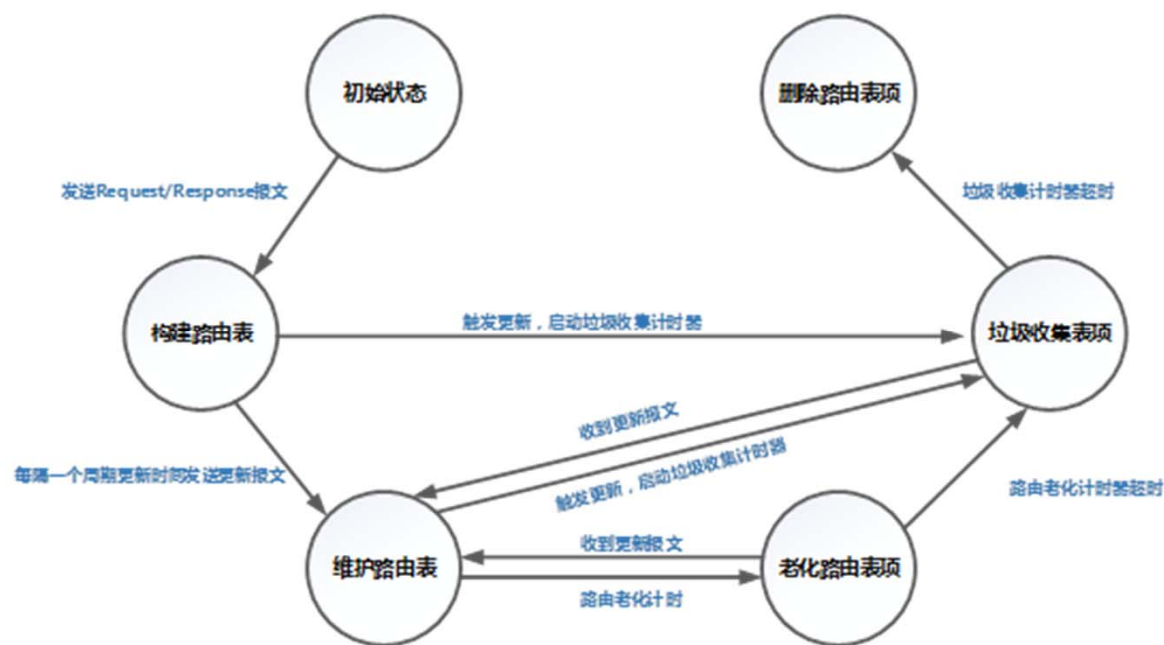 初始状态
删除路由表项
发送Request/Response报文
垃圾收集计时器超时
构建路由表
触发更新，启动垃圾收集计时器
垃圾收集表项
收到更新报文
每隔一个周期更新时间发送更新报文
触发更新，启动垃圾收集计时器
路由老化计时器超时
维护路由表
收到更新报文
老化路由表项
路由老化计时